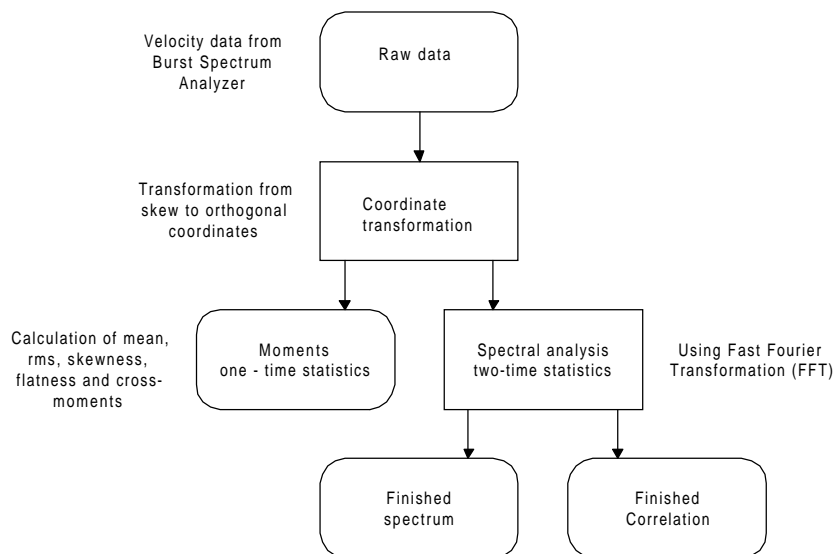 Velocity data from
Burst Spectrum
Analyzer
Raw data
Transformation from
skew to orthogonal
coordinates
Coordinate
transformation
Calculation of mean,
rms, skewness,
flatness and cross-
moments
Moments
one - time statistics
Spectral analysis
two-time statistics
Using Fast Fourier
Transformation (FFT)
Finished
spectrum
Finished
Correlation